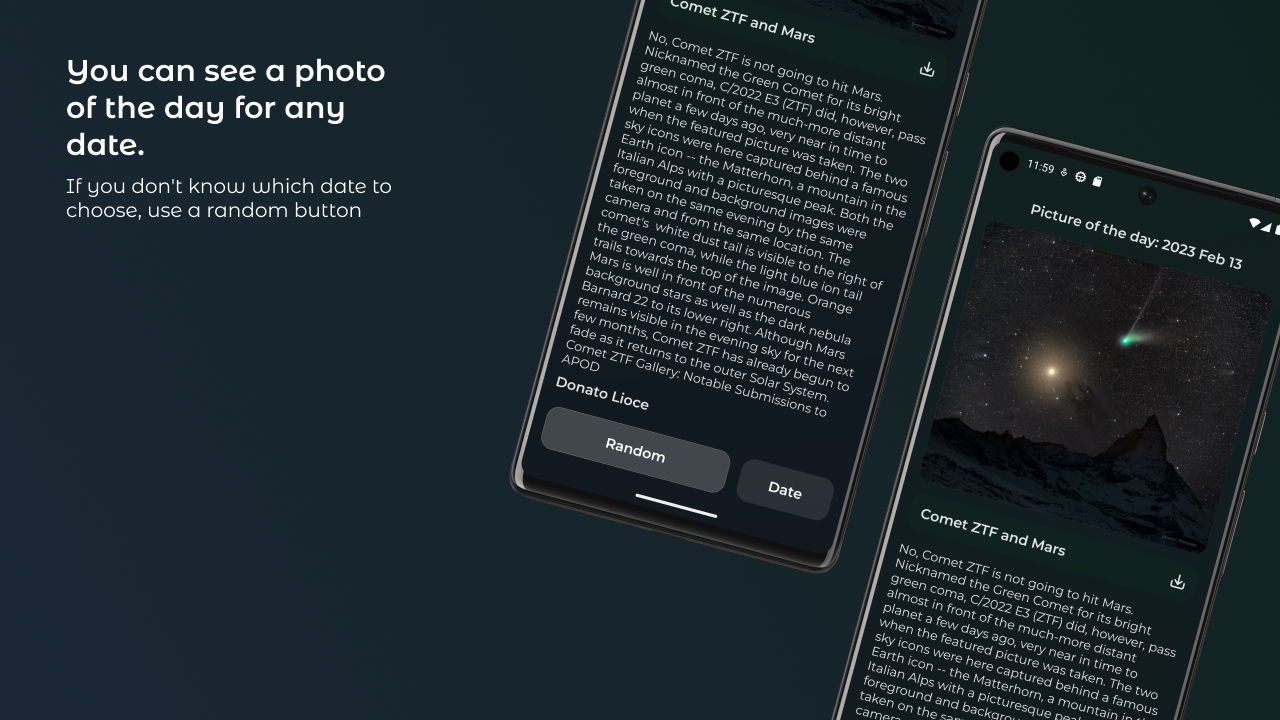 You can see a photo
of the day for any
date.
If you don't know which date to
choose, use a random button
Comet ZTF and Mars
No, Comet ZTF is not going to hit Mars.
Nicknamed the Green Comet for its bright
green coma, C/2022 E3 (ZTF) did, however, pass
almost in front of the much-more distant
planet a few days ago, very near in time to
when the featured picture was taken. The two
sky icons were here captured behind a famous
Earth icon -- the Matterhorn, a mountain in the
Italian Alps with a picturesque peak. Both the
foreground and background images were
taken on the same evening by the same
camera and from the same location. The
comet's  white dust tail is visible to the right of
the green coma, while the light blue ion tail
trails towards the top of the image. Orange
Mars is well in front of the numerous
background stars as well as the dark nebula
Barnard 22 to its lower right. Although Mars
remains visible in the evening sky for the next
few months, Comet ZTF has already begun to
fade as it returns to the outer Solar System.
Comet ZTF Gallery: Notable Submissions to
APOD
Donato Lioce
Random
Date
11:59
Picture of the day: 2023 Feb 13
Comet ZTF and Mars
No, Comet ZTF is not going to hit Mars.
Nicknamed the Green Comet for its bright
green coma, C/2022 E3 (ZTF) did, however, pass
almost in front of the much-more distant
planet a few days ago, very near in time to
when the featured picture was taken. The two
sky icons were here captured behind a famous
Earth icon -- the Matterhorn, a mountain in the
Italian Alps with a picturesque peak. Both the
foreground and background images were
taken on the same evening by the same
camera